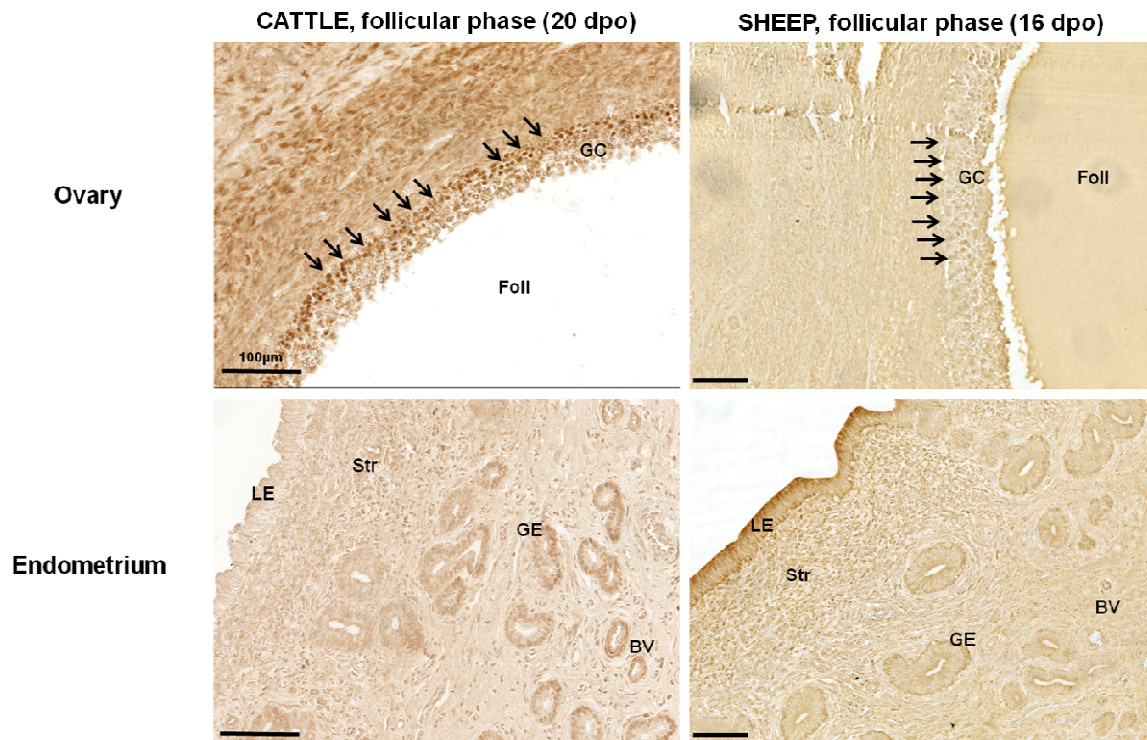 CATTLE, follicular phase (20 dpo)
SHEEP, follicular phase (16 dpo)
Ovary
GC
Foll
100µm
GC
Foll
Endometrium
LE
Str
GE
BV
LE
Str
GE
BV